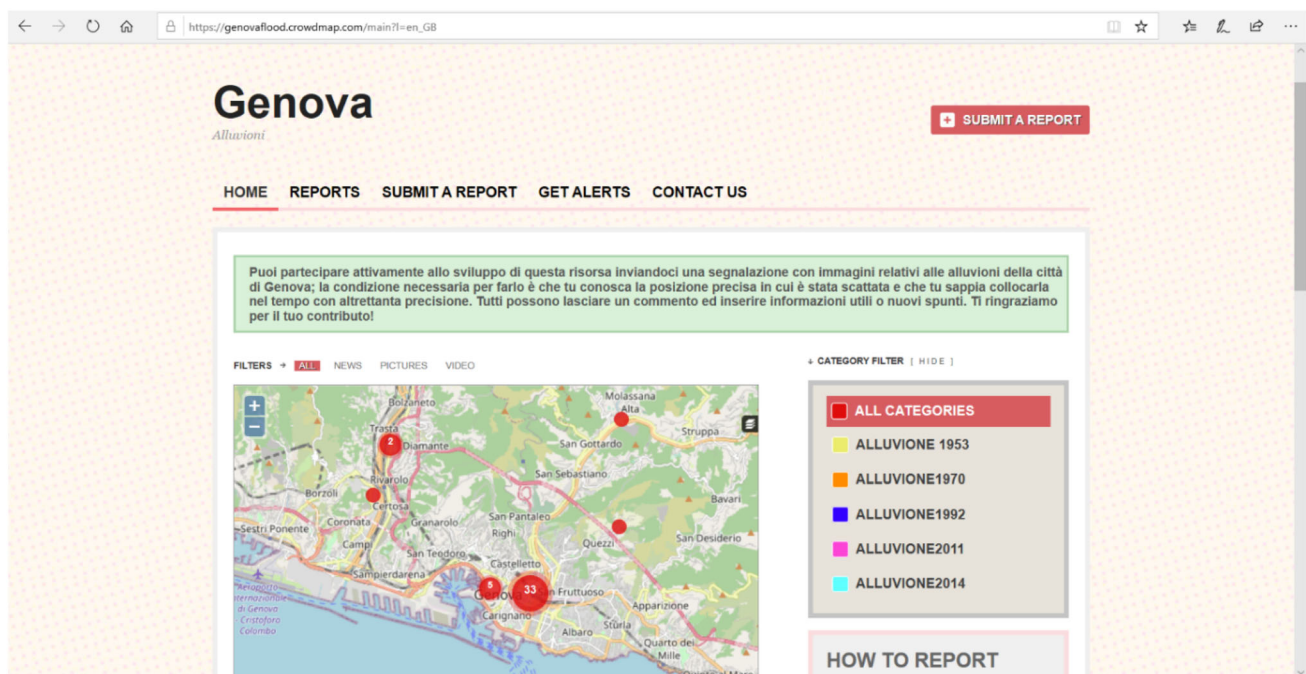 https://genovaflood.crowdmap.com/main?l=en_GB
Genova
Alluvioni
SUBMIT A REPORT
HOME REPORTS SUBMIT A REPORT GET ALERTS CONTACT US
Puoi partecipare attivamente allo sviluppo di questa risorsa inviandoci una segnalazione con immagini relativi alle alluvioni della città
di Genova; la condizione necessaria per farlo è che tu conosca la posizione precisa in cui è stata scattata e che tu sappia collocarla
nel tempo con altrettanta precisione. Tutti possono lasciare un commento ed inserire informazioni utili o nuovi spunti. Ti ringraziamo
per il tuo contributo!
FILTERS → ALL NEWS PICTURES VIDEO
Bolzaneto
Molassana
Alta
Trasta
Struppa
2
Diamante
San Gottardo
Rivarolo
San Sebastiano
Borzoli
Bavari
Certosa
Sestri Ponente
Coronata
Granarolo
San Pantaleo
Righi
Campi
Quezzi
San Desiderio
San Teodoro
Castelletto
Sampierdarena
5
33
Genova
n Fruttuoso
Aeroporto
nternazionale
di Genova
Cristoforo
Colombo
Carignano
Apparizione
Albaro
Sturla
Quarto dei
Mille
↓ CATEGORY FILTER [ HIDE ]
ALL CATEGORIES
ALLUVIONE 1953
ALLUVIONE1970
ALLUVIONE1992
ALLUVIONE2011
ALLUVIONE2014
HOW TO REPORT